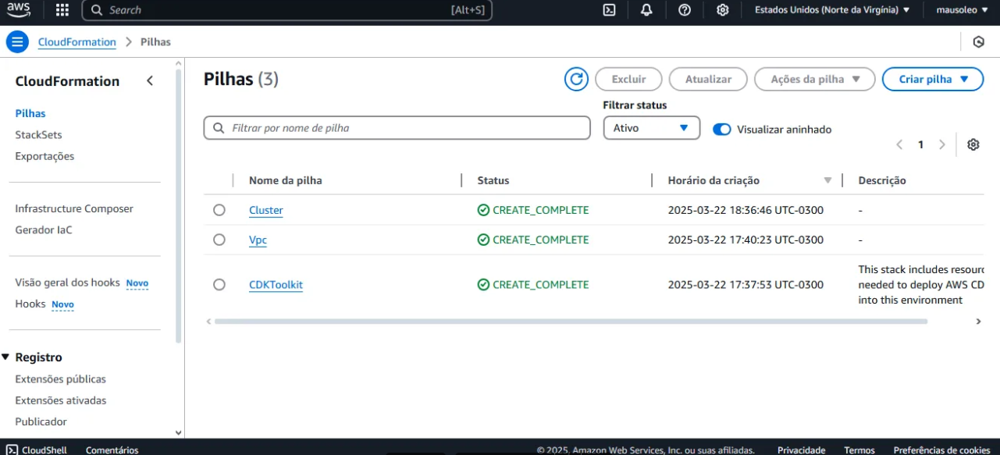 aws
Search [Alt+S]
Estados Unidos (Norte da Virgínia) ▼ mausoleo ▼
CloudFormation > Pilhas
CloudFormation
Pilhas
StackSets
Exportações
Infrastructure Composer
Gerador IaC
Visão geral dos hooks Novo
Hooks Novo
Registro
Extensões públicas
Extensões ativadas
Publicador
Pilhas (3)
Excluir Atualizar Ações da pilha ▼ Criar pilha ▼
Filtrar status
Filtrar por nome de pilha Ativo ▼ Visualizar aninhado
1
Nome da pilha Status Horário da criação ▼ Descrição
Cluster CREATE_COMPLETE 2025-03-22 18:36:46 UTC-0300 -
Vpc CREATE_COMPLETE 2025-03-22 17:40:23 UTC-0300 -
CDKToolkit CREATE_COMPLETE 2025-03-22 17:37:53 UTC-0300
This stack includes resourc
needed to deploy AWS CD
into this environment
CloudShell Comentários © 2025, Amazon Web Services, Inc. ou suas afiliadas. Privacidade Termos Preferências de cookies